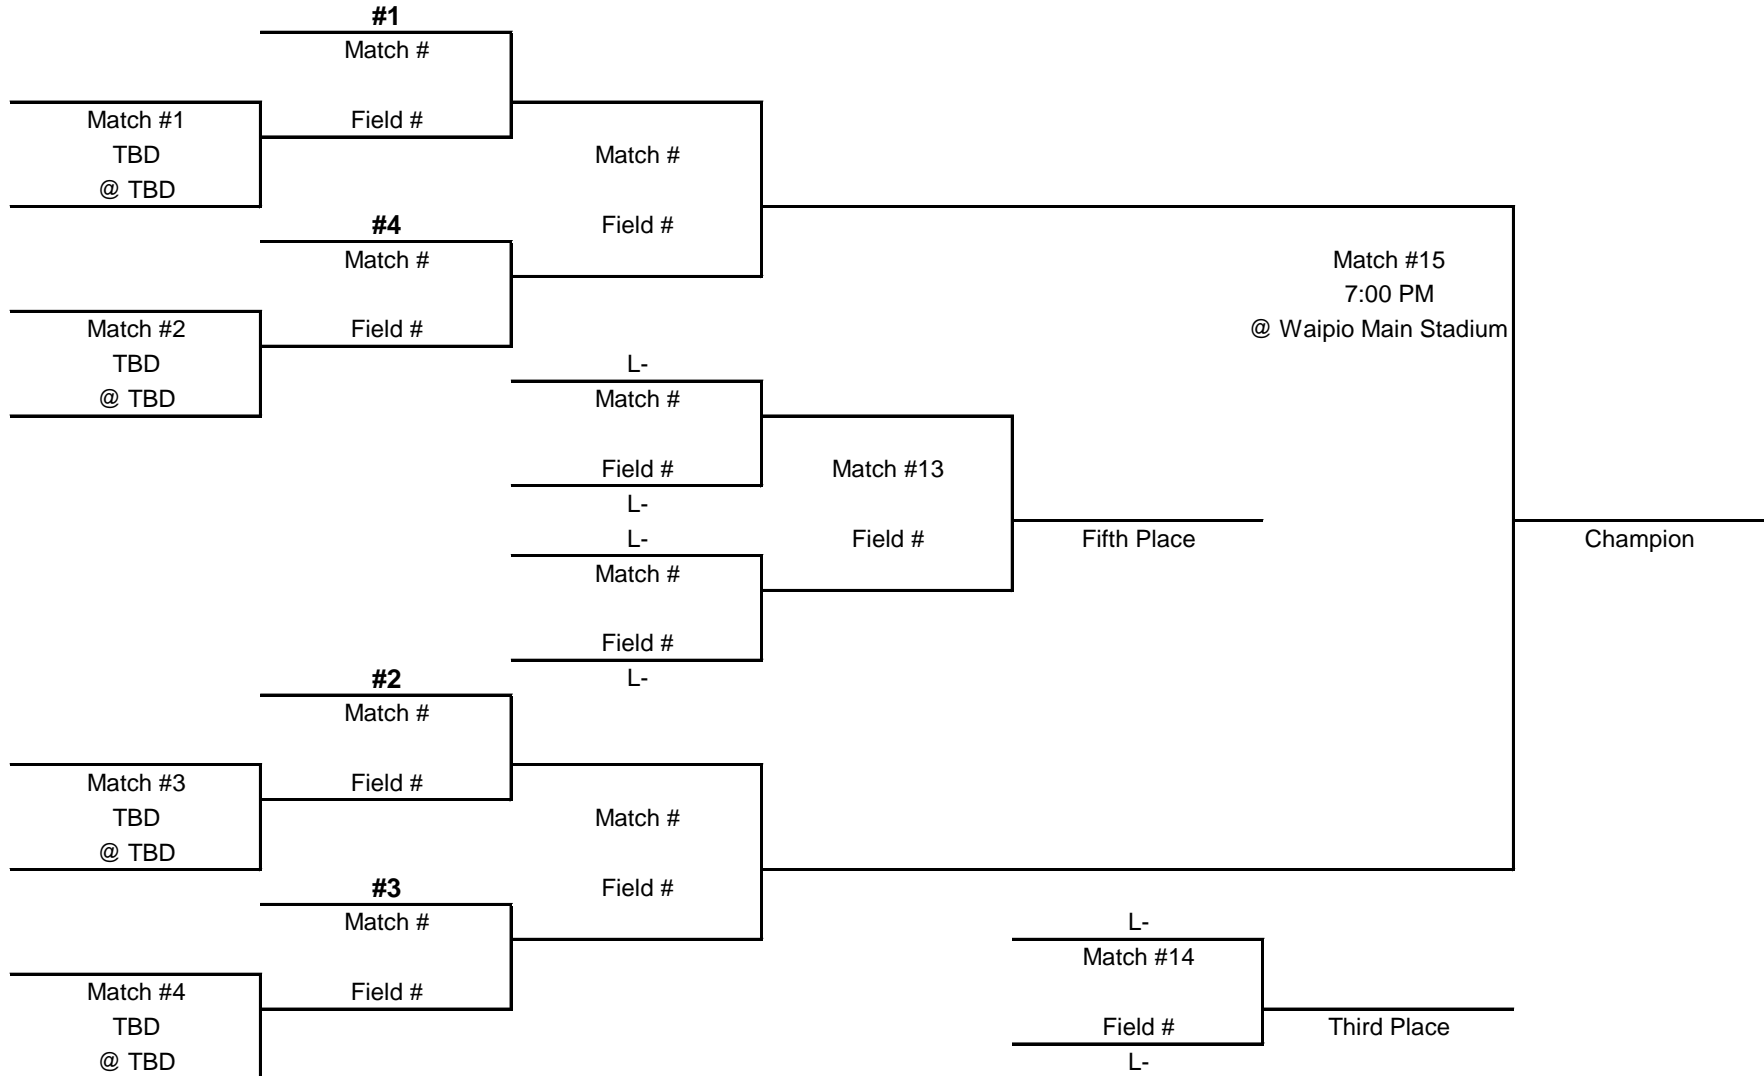 #1
Match #
Match #1
Field #
TBD
Match #
@ TBD
#4
Field #
Match #
Match #15
7:00 PM
Match #2
Field #
@ Waipio Main Stadium
TBD
L-
@ TBD
Match #
Field #
Match #13
L-
L-
Field #
Fifth Place
Champion
Match #
Field #
#2
L-
Match #
Match #3
Field #
TBD
Match #
@ TBD
#3
Field #
Match #
L-
Match #14
Match #4
Field #
TBD
Field #
Third Place
@ TBD
L-